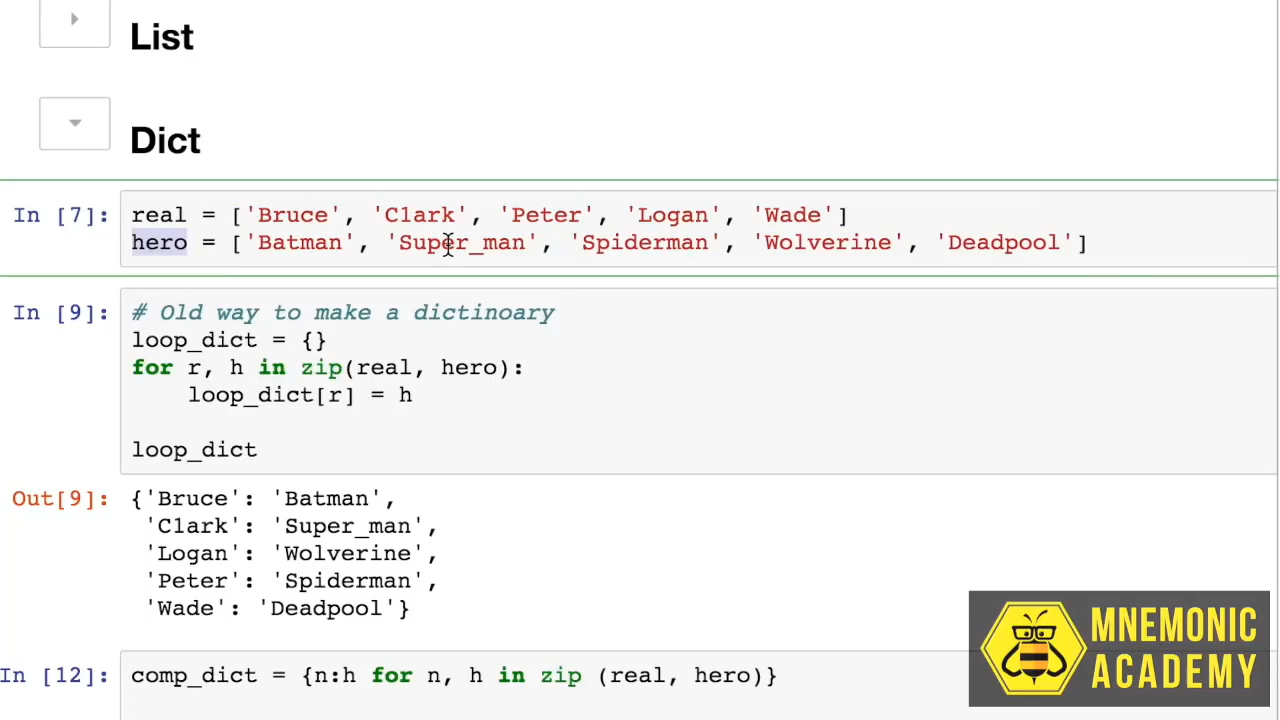 List
Dict
In [7]: real = ['Bruce', 'C1ark', 'Peter', 'Logan', 'Wade']
hero = ['Batman', 'Super_man', 'Spiderman', 'Wolverine', 'Deadpool']
In [9]: # Old way to make a dictinoary
loop_dict = {}
for r, h in zip(real, hero):
    loop_dict[r] = h
loop_dict
Out[9]: {'Bruce': 'Batman',
'C1ark': 'Super_man',
'Logan': 'Wolverine',
'Peter': 'Spiderman',
'Wade': 'Deadpool'}
In [12]: comp_dict = {n:h for n, h in zip (real, hero)}
MNEMONIC
ACADEMY